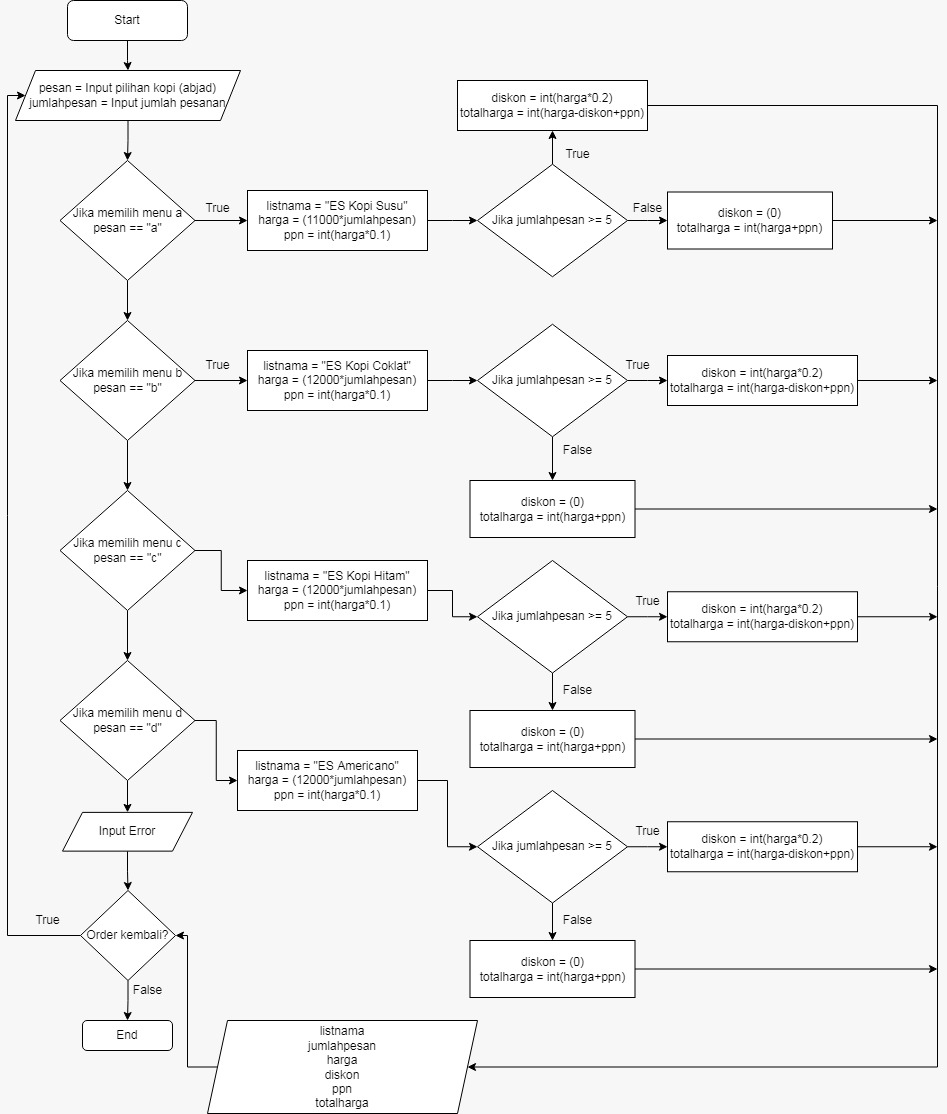 Start
pesan = Input pilihan kopi (abjad)
jumlahpesan = Input jumlah pesanan
diskon = int(harga*0.2)
totalharga = int(harga-diskon+ppn)
True
Jika memilih menu a
pesan == "a"
True
listnama = "ES Kopi Susu"
harga = (11000*jumlahpesan)
ppn = int(harga*0.1)
Jika jumlahpesan >= 5
False
diskon = (0)
totalharga = int(harga+ppn)
Jika memilih menu b
pesan == "b"
True
listnama = "ES Kopi Coklat"
harga = (12000*jumlahpesan)
ppn = int(harga*0.1)
Jika jumlahpesan >= 5
True
diskon = int(harga*0.2)
totalharga = int(harga-diskon+ppn)
False
diskon = (0)
totalharga = int(harga+ppn)
Jika memilih menu c
pesan == "c"
listnama = "ES Kopi Hitam"
harga = (12000*jumlahpesan)
ppn = int(harga*0.1)
Jika jumlahpesan >= 5
True
diskon = int(harga*0.2)
totalharga = int(harga-diskon+ppn)
False
diskon = (0)
totalharga = int(harga+ppn)
Jika memilih menu d
pesan == "d"
listnama = "ES Americano"
harga = (12000*jumlahpesan)
ppn = int(harga*0.1)
Jika jumlahpesan >= 5
True
diskon = int(harga*0.2)
totalharga = int(harga-diskon+ppn)
False
diskon = (0)
totalharga = int(harga+ppn)
Input Error
True
Order kembali?
False
End
listnama
jumlahpesan
harga
diskon
ppn
totalharga